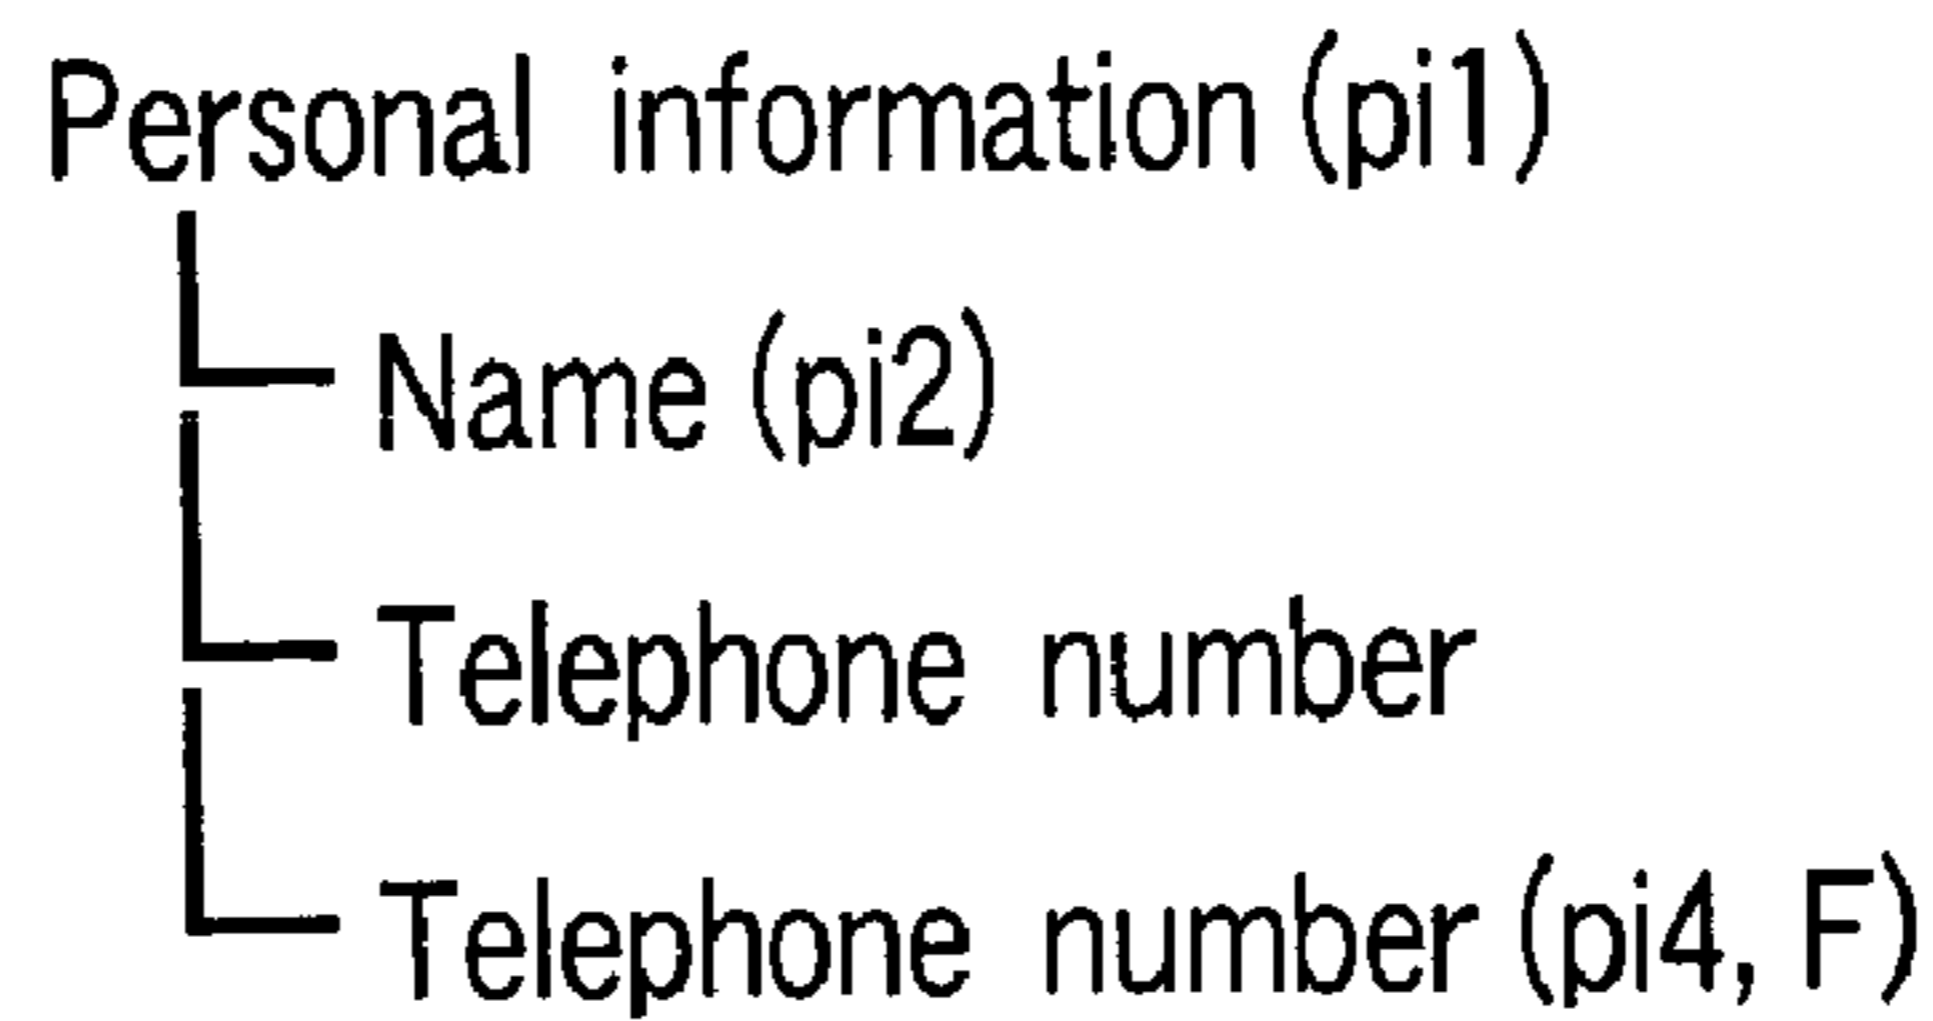 Personal information (pi1)
Name (pi2)
Telephone number
Telephone number (pi4, F)